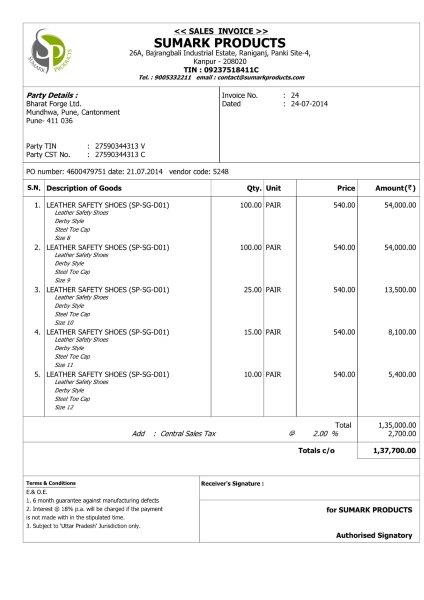 SUMARK PRODUCTS
<< SALES INVOICE >>
SUMARK PRODUCTS
26A, Bajrangbali Industrial Estate, Raniganj, Panki Site-4,
Kanpur - 208020
TIN : 09237518411C
Tel. : 9005332211 email : contact@sumarkproducts.com
Party Details :
Bharat Forge Ltd.
Mundhwa, Pune, Cantonment
Pune- 411 036
Party TIN : 27590344313 V
Party CST No. : 27590344313 C
Invoice No. : 24
Dated : 24-07-2014
PO number: 4600479751 date: 21.07.2014 vendor code: 5248
S.N. Description of Goods Qty. Unit Price Amount(₹)
1. LEATHER SAFETY SHOES (SP-SG-D01) 100.00 PAIR 540.00 54,000.00
Leather Safety Shoes
Derby Style
Steel Toe Cap
Size 8
2. LEATHER SAFETY SHOES (SP-SG-D01) 100.00 PAIR 540.00 54,000.00
Leather Safety Shoes
Derby Style
Steel Toe Cap
Size 9
3. LEATHER SAFETY SHOES (SP-SG-D01) 25.00 PAIR 540.00 13,500.00
Leather Safety Shoes
Derby Style
Steel Toe Cap
Size 10
4. LEATHER SAFETY SHOES (SP-SG-D01) 15.00 PAIR 540.00 8,100.00
Leather Safety Shoes
Derby Style
Steel Toe Cap
Size 11
5. LEATHER SAFETY SHOES (SP-SG-D01) 10.00 PAIR 540.00 5,400.00
Leather Safety Shoes
Derby Style
Steel Toe Cap
Size 12
Total 1,35,000.00
Add : Central Sales Tax @ 2.00 % 2,700.00
Totals c/o 1,37,700.00
Terms & Conditions
E.& O.E.
1. 6 month guarantee against manufacturing defects
2. Interest @ 18% p.a. will be charged if the payment
is not made with in the stipulated time.
3. Subject to 'Uttar Pradesh' Jurisdiction only.
Receiver's Signature :
for SUMARK PRODUCTS
Authorised Signatory